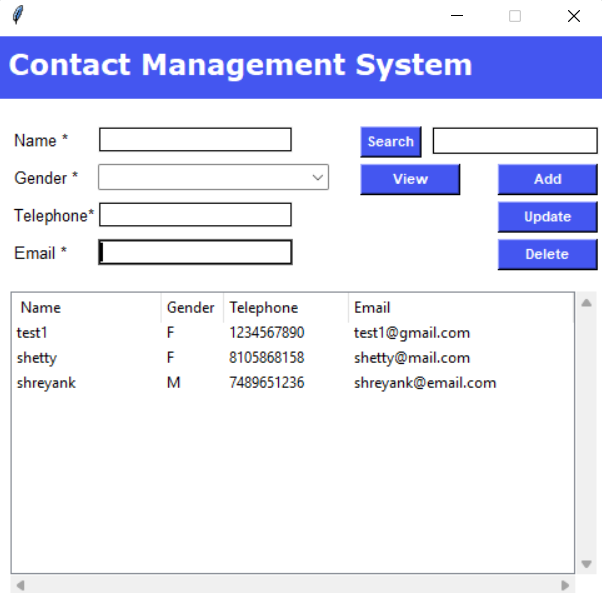 Contact Management System
Name * Search
Gender * View Add
Telephone* Update
Email * Delete
Name Gender Telephone Email
test1 F 1234567890 test1@gmail.com
shetty F 8105868158 shetty@mail.com
shreyank M 7489651236 shreyank@email.com